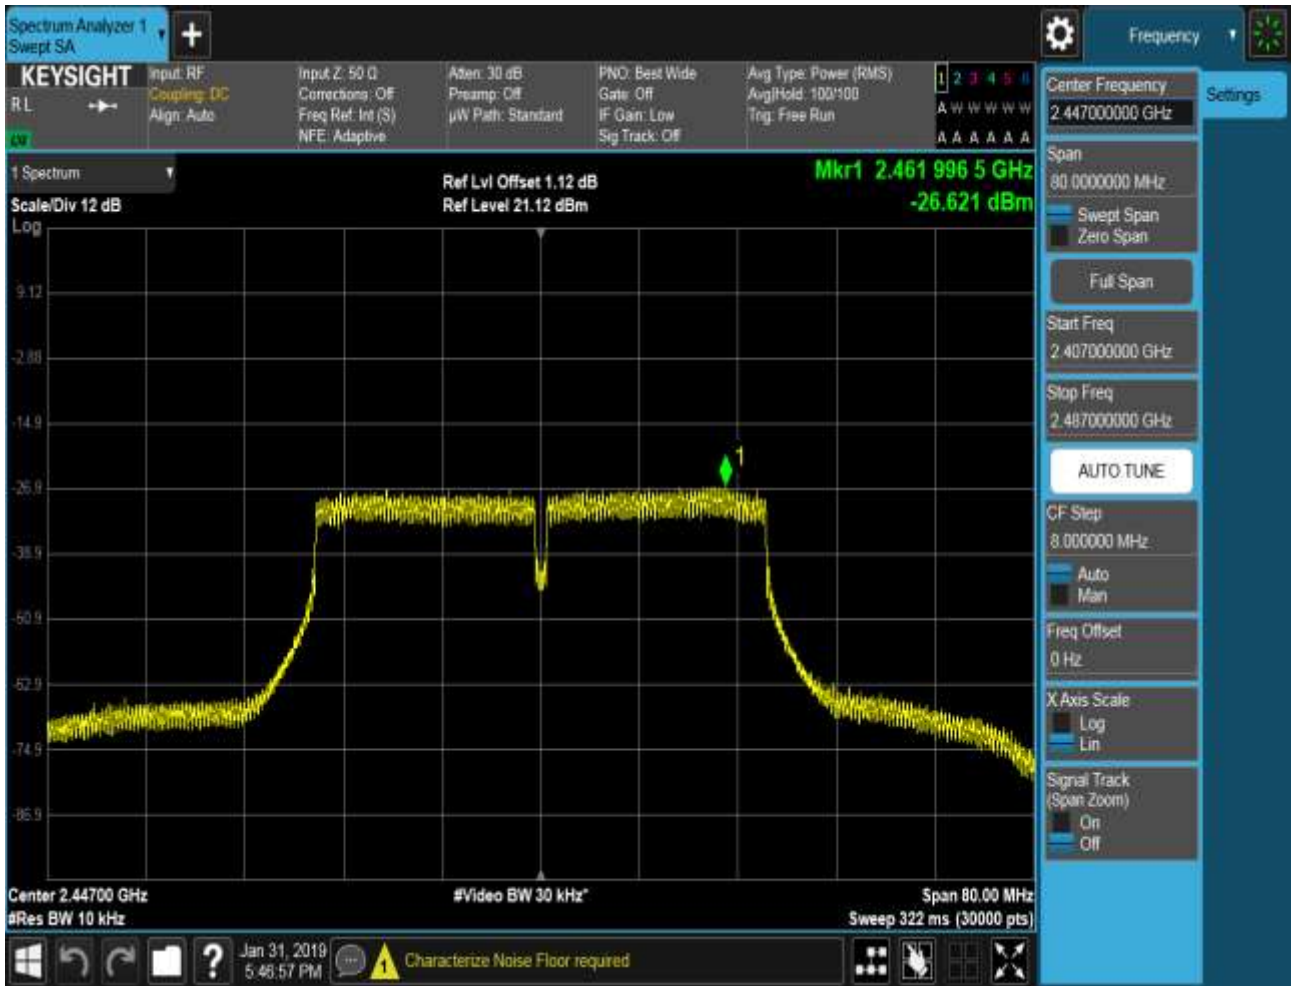 Spectrum Analyzer 1
Swept SA
+
Frequency
KEYSIGHT
RL
LXI
Input: RF
Coupling: DC
Align: Auto
Input Z: 50 Ω
Corrections: Off
Freq Ref: Int (S)
NFE: Adaptive
Atten: 30 dB
Preamp: Off
µW Path: Standard
PNO: Best Wide
Gate: Off
IF Gain: Low
Sig Track: Off
Avg Type: Power (RMS)
Avg|Hold: 100/100
Trig: Free Run
1 2 3 4 5 6
A W W W W W
A A A A A A
1 Spectrum
Scale/Div 12 dB
Log
Ref Lvl Offset 1.12 dB
Ref Level 21.12 dBm
Mkr1 2.461 996 5 GHz
-26.621 dBm
9.12
-2.88
-14.9
-26.9
-38.9
-50.9
-62.9
-74.9
-86.9
1
Center 2.44700 GHz
#Res BW 10 kHz
#Video BW 30 kHz*
Span 80.00 MHz
Sweep 322 ms (30000 pts)
Center Frequency
2.447000000 GHz
Settings
Span
80.0000000 MHz
Swept Span
Zero Span
Full Span
Start Freq
2.407000000 GHz
Stop Freq
2.487000000 GHz
AUTO TUNE
CF Step
8.000000 MHz
Auto
Man
Freq Offset
0 Hz
X Axis Scale
Log
Lin
Signal Track
(Span Zoom)
On
Off
?
Jan 31, 2019
5:46:57 PM
1
Characterize Noise Floor required